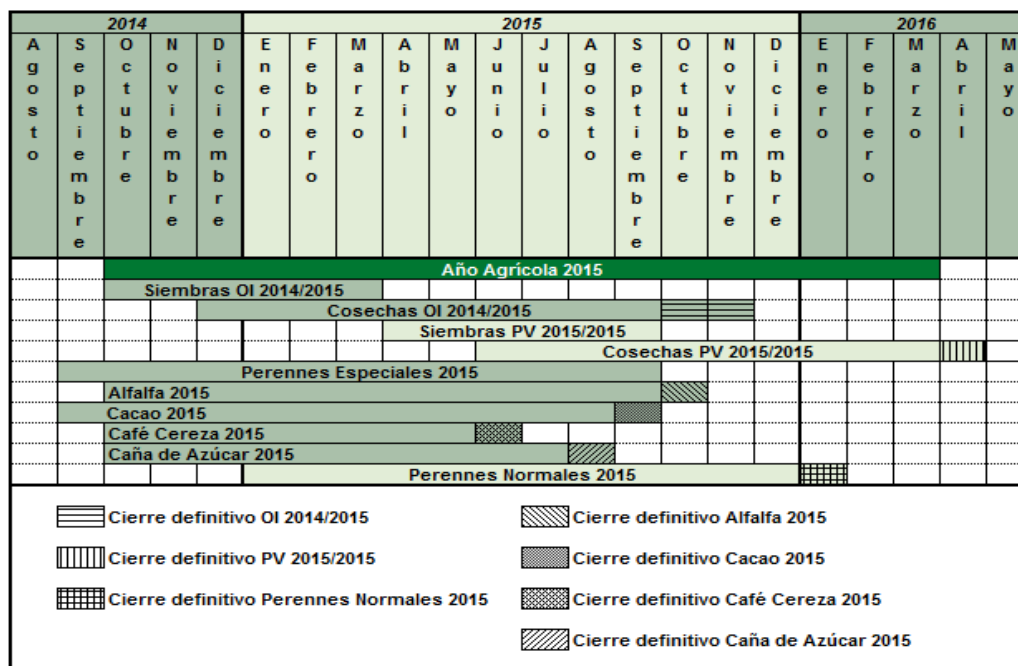 2014 2015 2016
Agosto Septiembre Octubre Noviembre Diciembre Enero Febrero Marzo Abril Mayo Junio Julio Agosto Septiembre Octubre Noviembre Diciembre Enero Febrero Marzo Abril Mayo
Año Agrícola 2015
Siembras OI 2014/2015
Cosechas OI 2014/2015
Siembras PV 2015/2015
Cosechas PV 2015/2015
Perennes Especiales 2015
Alfalfa 2015
Cacao 2015
Café Cereza 2015
Caña de Azúcar 2015
Perennes Normales 2015
Cierre definitivo OI 2014/2015
Cierre definitivo Alfalfa 2015
Cierre definitivo PV 2015/2015
Cierre definitivo Cacao 2015
Cierre definitivo Perennes Normales 2015
Cierre definitivo Café Cereza 2015
Cierre definitivo Caña de Azúcar 2015